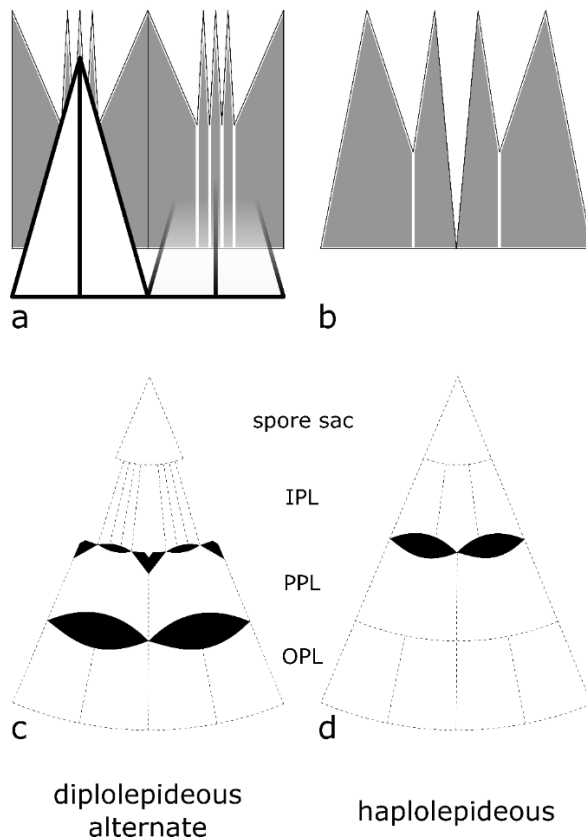 a
b
spore sac
IPL
PPL
OPL
c
d
diplolepideous
alternate
haplolepideous